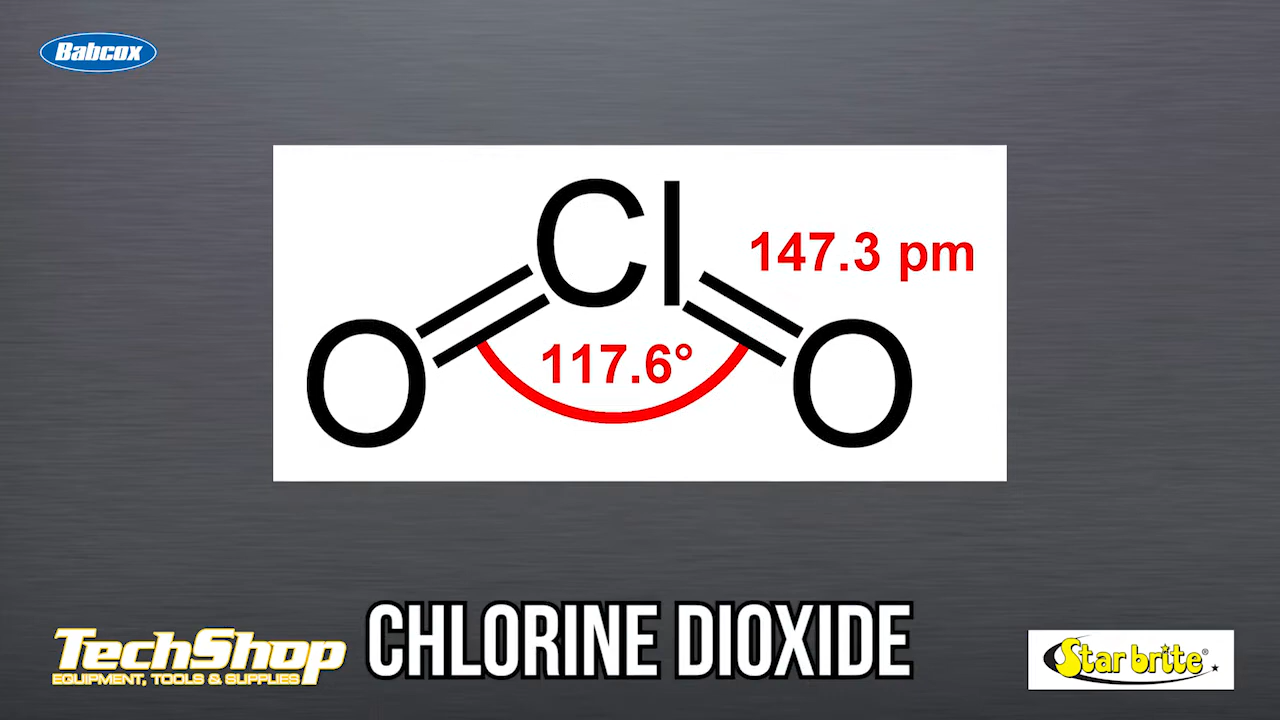 Babcox
Cl
147.3 pm
117.6°
O
O
CHLORINE DIOXIDE
TechShop
EQUIPMENT, TOOLS & SUPPLIES
Star brite®